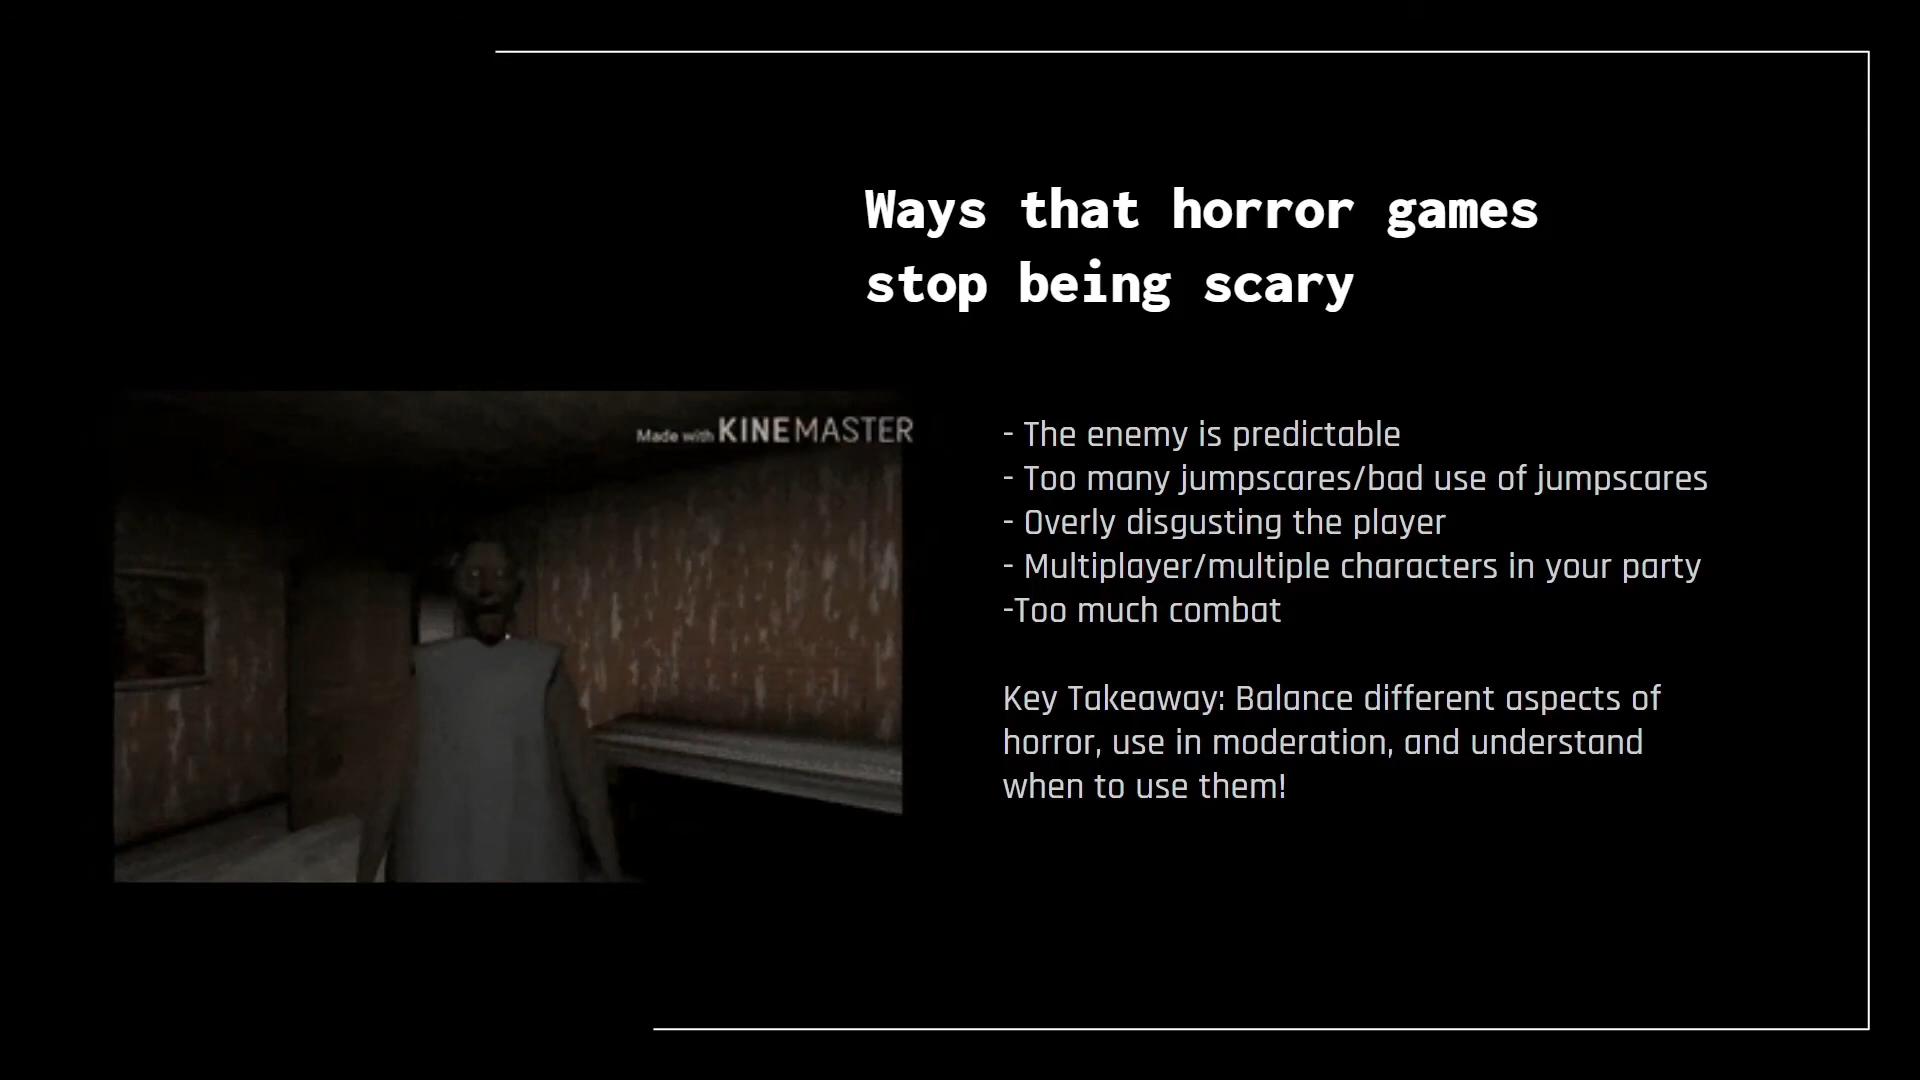 Ways that horror games
stop being scary
Made with KINEMASTER
- The enemy is predictable
- Too many jumpscares/bad use of jumpscares
- Overly disgusting the player
- Multiplayer/multiple characters in your party
-Too much combat
Key Takeaway: Balance different aspects of
horror, use in moderation, and understand
when to use them!